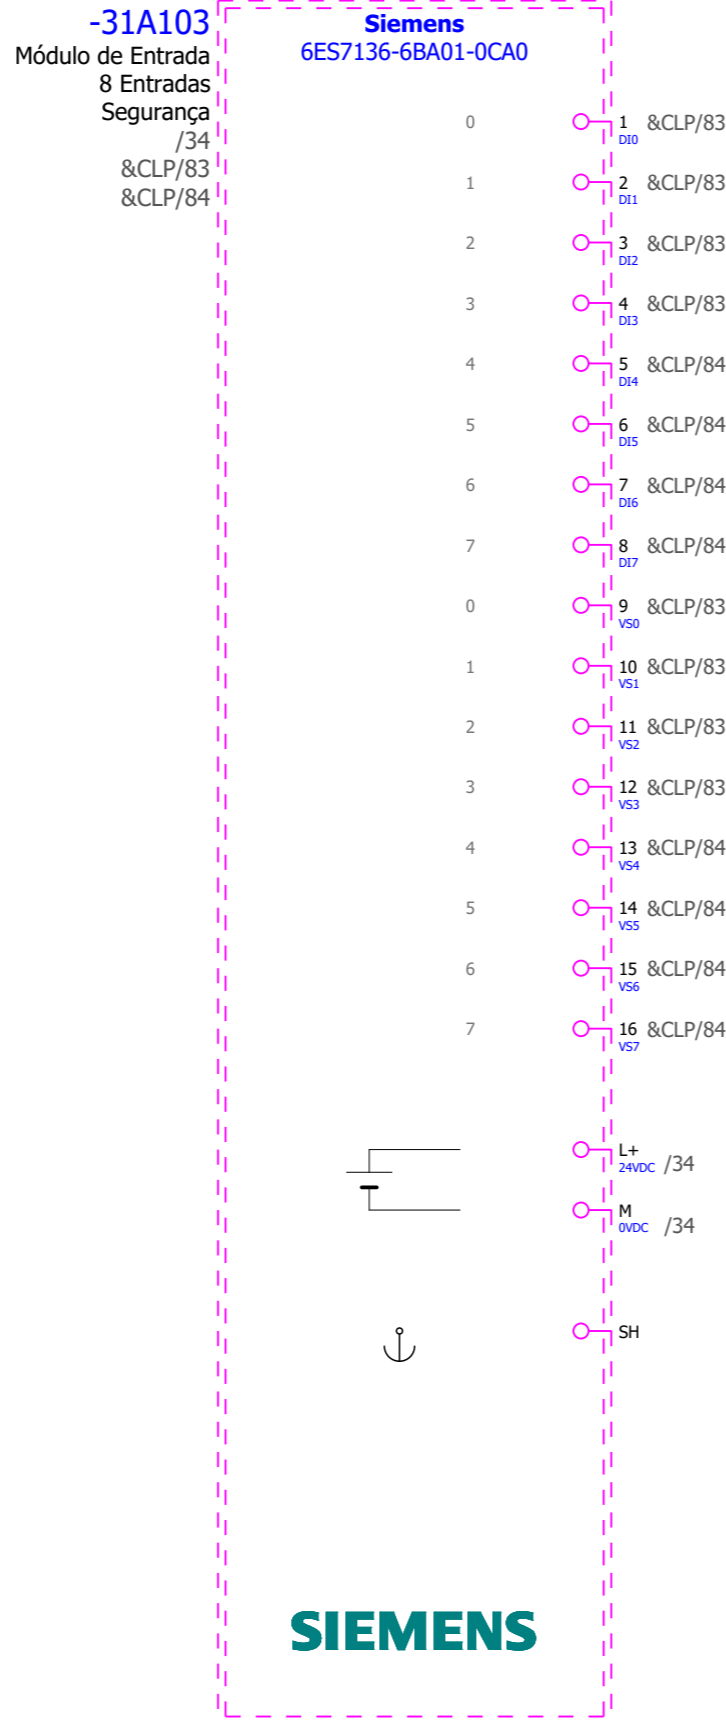 -31A103
Módulo de Entrada
8 Entradas
Segurança
/34
&CLP/83
&CLP/84
Siemens
6ES7136-6BA01-0CA0
0 1 &CLP/83
DI0
1 2 &CLP/83
DI1
2 3 &CLP/83
DI2
3 4 &CLP/83
DI3
4 5 &CLP/84
DI4
5 6 &CLP/84
DI5
6 7 &CLP/84
DI6
7 8 &CLP/84
DI7
0 9 &CLP/83
VS0
1 10 &CLP/83
VS1
2 11 &CLP/83
VS2
3 12 &CLP/83
VS3
4 13 &CLP/84
VS4
5 14 &CLP/84
VS5
6 15 &CLP/84
VS6
7 16 &CLP/84
VS7
L+
24VDC /34
M
0VDC /34
SH
SIEMENS